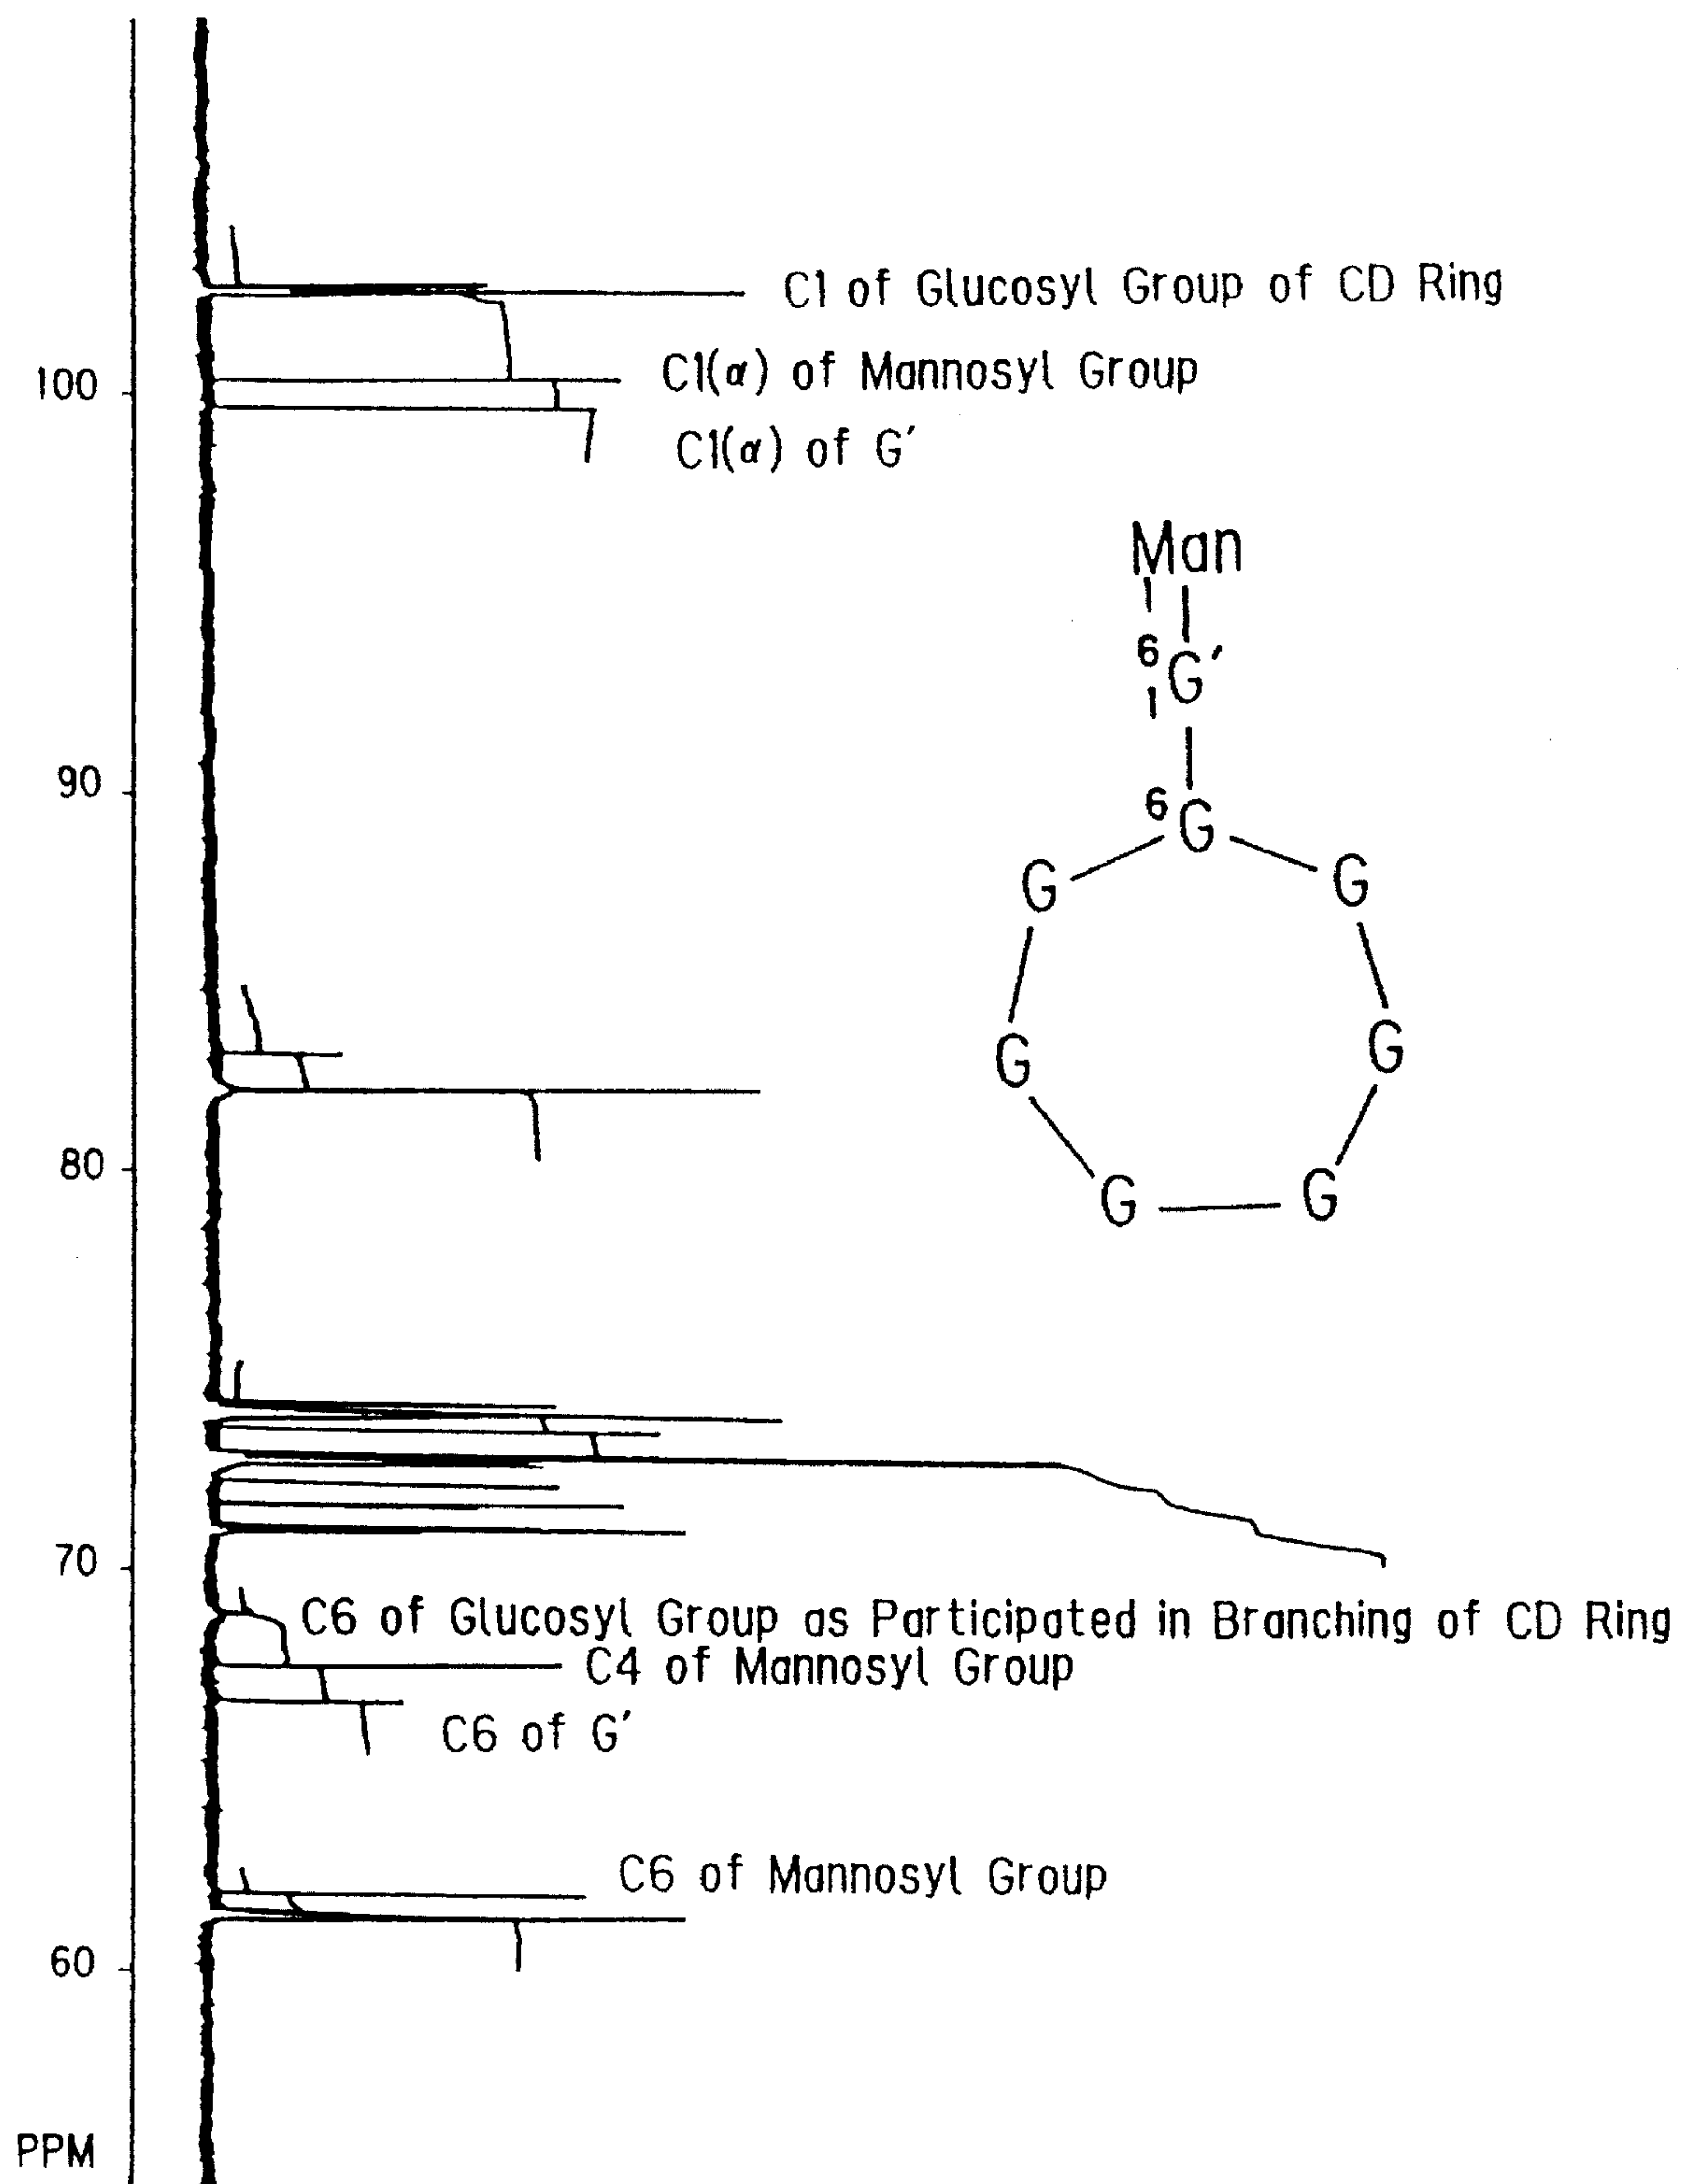 C1 of Glucosyl Group of CD Ring
C1(α) of Mannosyl Group
100
C1(α) of G′
Man
1
6
G′
1
90
6
G
G
G
G
G
80
G
G
70
C6 of Glucosyl Group as Participated in Branching of CD Ring
C4 of Mannosyl Group
C6 of G′
C6 of Mannosyl Group
60
PPM